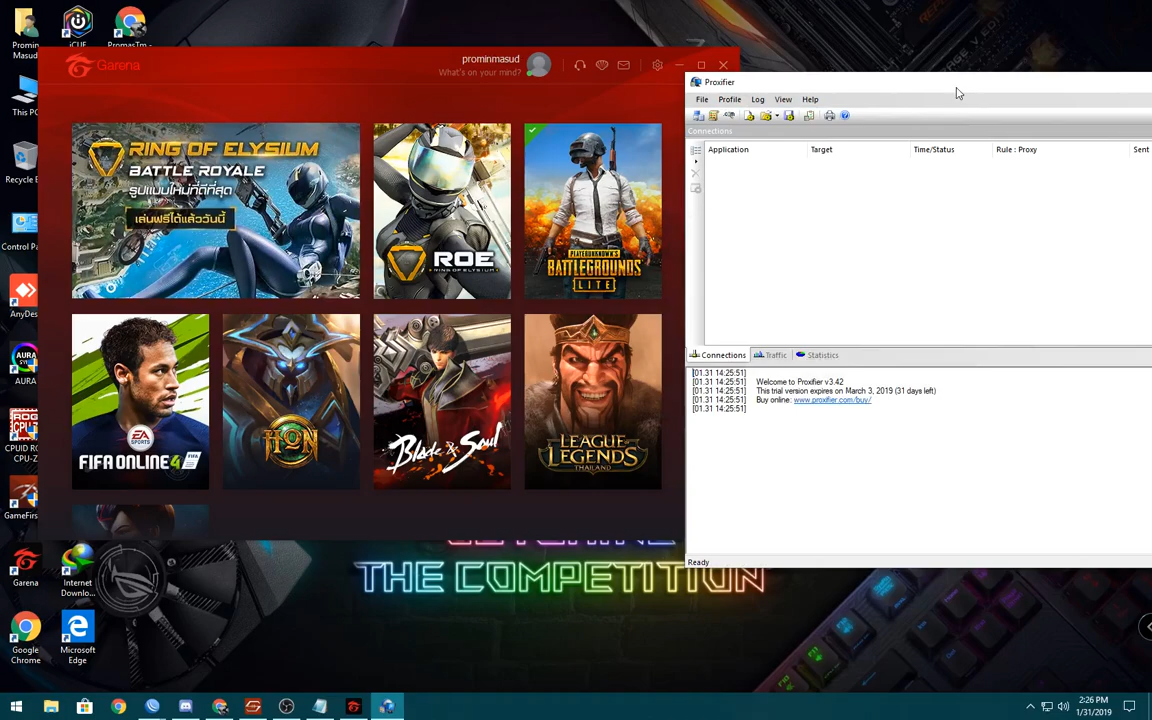 Promin
Masud
iCUE
PromasTm -
This PC
Recycle B
Control Pa
AnyDes
AURA
AURA
CPUID RO
CPU-Z
GameFirs
Garena
Internet
Downlo...
Google
Chrome
Microsoft
Edge
Garena
prominmasud
What's on your mind?
RING OF ELYSIUM
BATTLE ROYALE
รูปแบบใหม่ที่ดีที่สุด
เล่นฟรีได้แล้ววันนี้
ROE
RING OF ELYSIUM
PLAYERUNKNOWN'S
BATTLEGROUNDS
LITE
EA
SPORTS
FIFA ONLINE 4
HON
Blade & Soul
LEAGUE
OF
LEGENDS
THAILAND
Proxifier
File Profile Log View Help
Connections
Application Target Time/Status Rule : Proxy Sent
Connections Traffic Statistics
[01.31 14:25:51]
[01.31 14:25:51] Welcome to Proxifier v3.42
[01.31 14:25:51] This trial version expires on March 3, 2019 (31 days left)
[01.31 14:25:51] Buy online: www.proxifier.com/buy/
[01.31 14:25:51]
Ready
THE COMPETITION
2:26 PM
1/31/2019